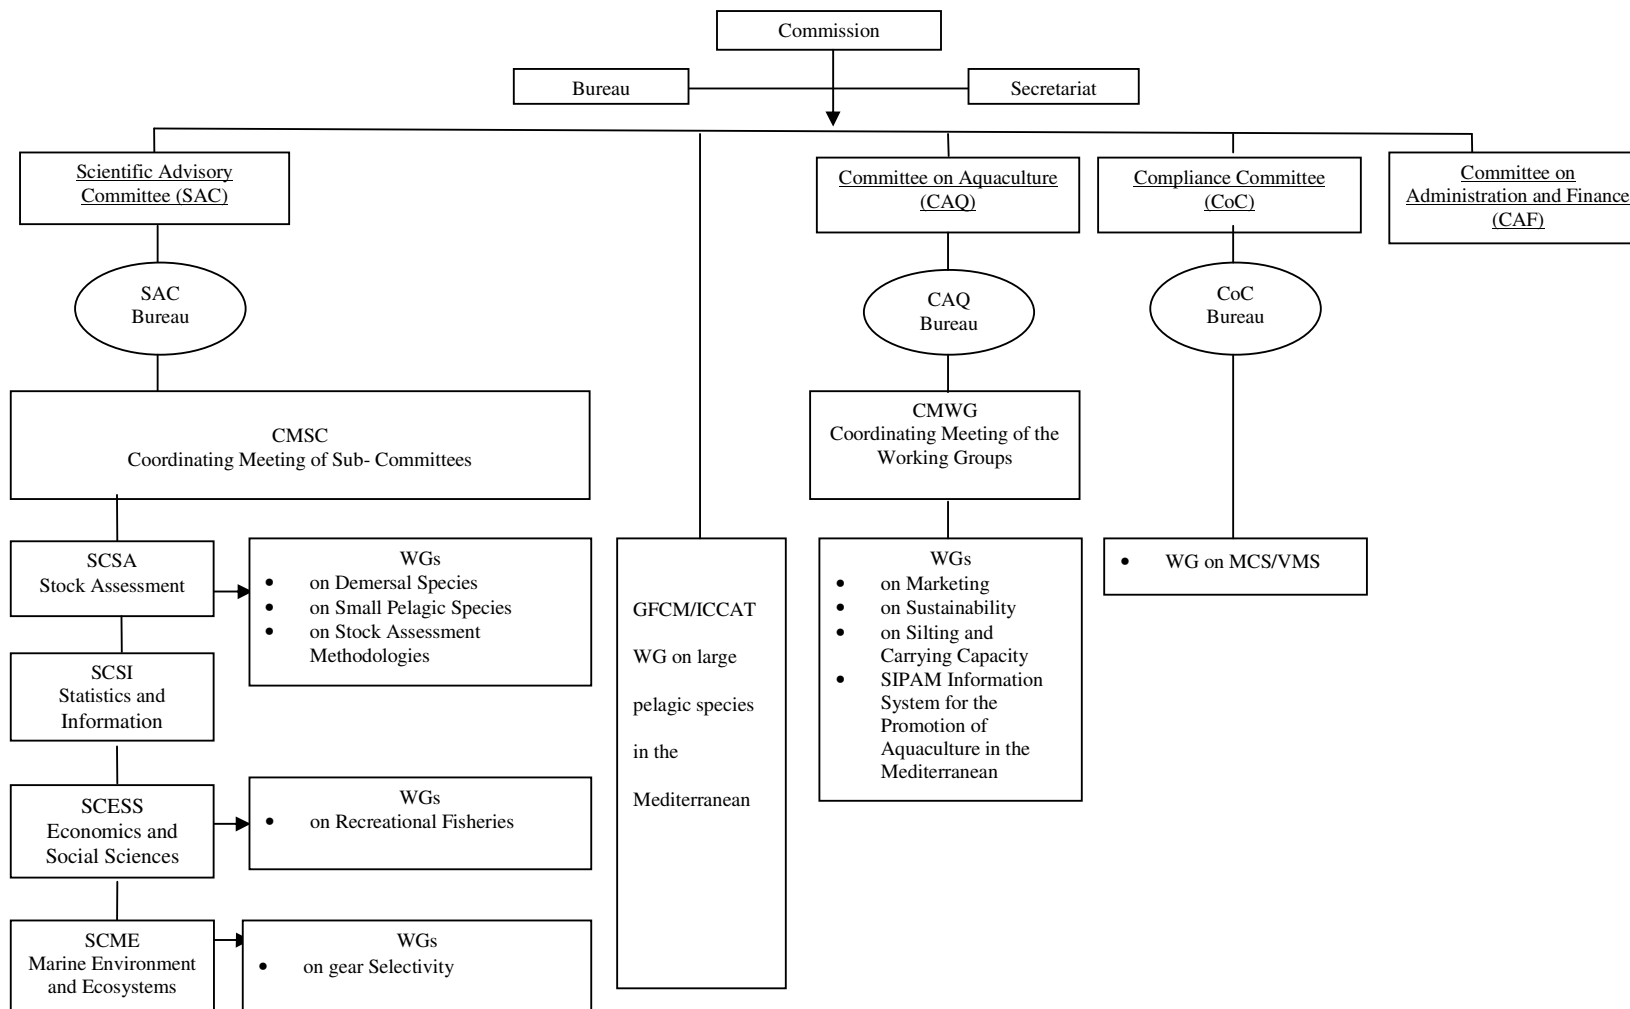 Commission
Bureau
Secretariat
Scientific Advisory
Committee (SAC)
Committee on Aquaculture
(CAQ)
Compliance Committee
(CoC)
Committee on
Administration and Finance
(CAF)
SAC
Bureau
CAQ
Bureau
CoC
Bureau
CMSC
Coordinating Meeting of Sub- Committees
CMWG
Coordinating Meeting of the
Working Groups
SCSA
Stock Assessment
WGs
• on Demersal Species
• on Small Pelagic Species
• on Stock Assessment
Methodologies
SCSI
Statistics and
Information
SCESS
Economics and
Social Sciences
WGs
• on Recreational Fisheries
SCME
Marine Environment
and Ecosystems
WGs
• on gear Selectivity
GFCM/ICCAT
WG on large
pelagic species
in the
Mediterranean
WGs
• on Marketing
• on Sustainability
• on Silting and
Carrying Capacity
• SIPAM Information
System for the
Promotion of
Aquaculture in the
Mediterranean
• WG on MCS/VMS